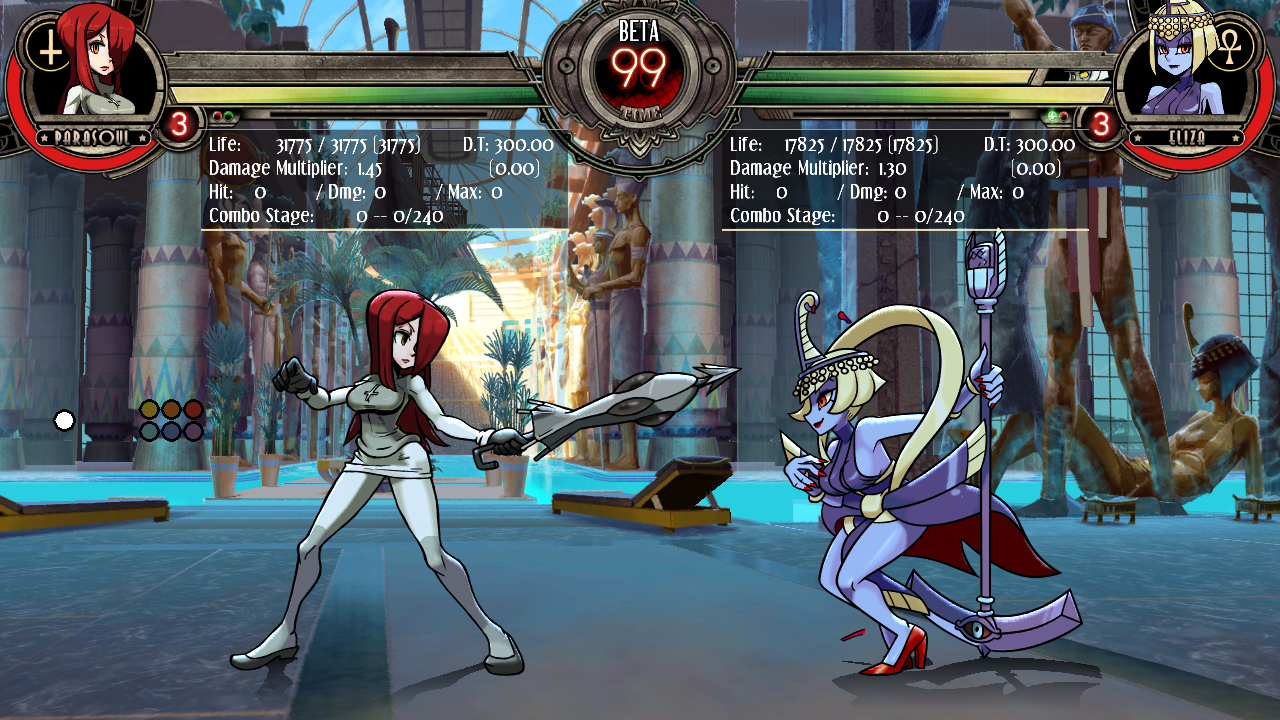 BETA
99
TIME
PARASOUL
3
3
ELIZA
Life: 31775 / 31775 (31775) D.T: 300.00
Damage Multiplier: 1.45 (0.00)
Hit: 0 / Dmg: 0 / Max: 0
Combo Stage: 0 -- 0/240
Life: 17825 / 17825 (17825) D.T: 300.00
Damage Multiplier: 1.30 (0.00)
Hit: 0 / Dmg: 0 / Max: 0
Combo Stage: 0 -- 0/240